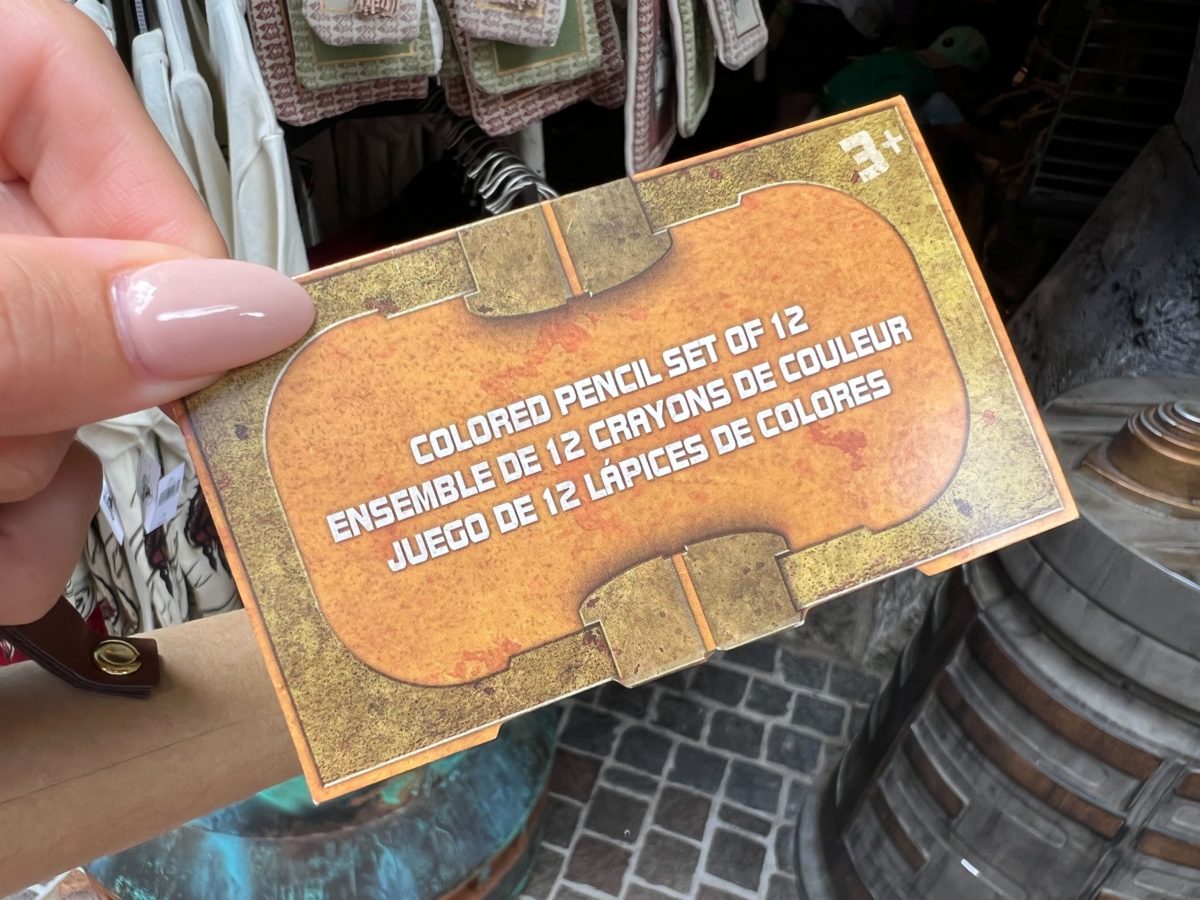 3+
COLORED PENCIL SET OF 12
ENSEMBLE DE 12 CRAYONS DE COULEUR
JUEGO DE 12 LÁPICES DE COLORES